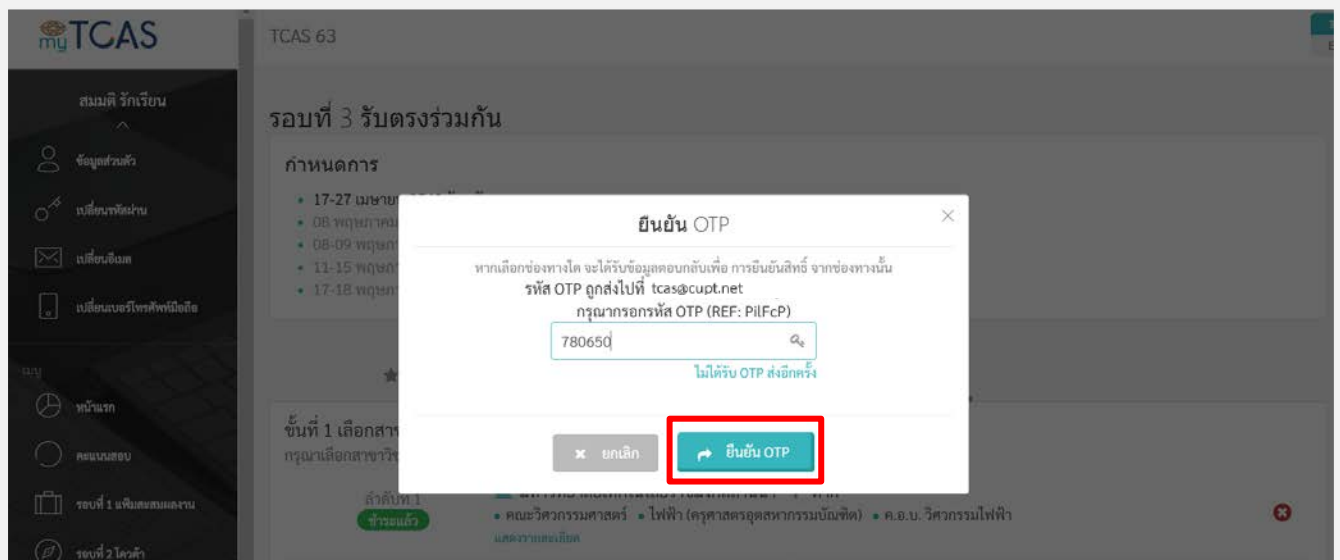 myTCAS
TCAS 63
สมมติ รักเรียน
ข้อมูลส่วนตัว
เปลี่ยนรหัสผ่าน
เปลี่ยนอีเมล
เปลี่ยนเบอร์โทรศัพท์มือถือ
เมนู
หน้าแรก
คะแนนสอบ
รอบที่ 1 แฟ้มสะสมผลงาน
รอบที่ 2 โควต้า
รอบที่ 3 รับตรงร่วมกัน
กำหนดการ
17-27 เมษายน
08 พฤษภาคม
08-09 พฤษภา
11-15 พฤษภา
17-18 พฤษภา
ยืนยัน OTP
หากเลือกช่องทางใด จะได้รับข้อมูลตอบกลับเพื่อ การยืนยันสิทธิ์ จากช่องทางนั้น
รหัส OTP ถูกส่งไปที่ tcas@cupt.net
กรุณากรอกรหัส OTP (REF: PilFcP)
780650
ไม่ได้รับ OTP ส่งอีกครั้ง
ยกเลิก
ยืนยัน OTP
ขั้นที่ 1 เลือกสาข
กรุณาเลือกสาขาวิช
ลำดับที่ 1
ชำระแล้ว
คณะวิศวกรรมศาสตร์ • ไฟฟ้า (ครุศาสตรอุตสาหกรรมบัณฑิต) • ค.อ.บ. วิศวกรรมไฟฟ้า
แสดงรายละเอียด